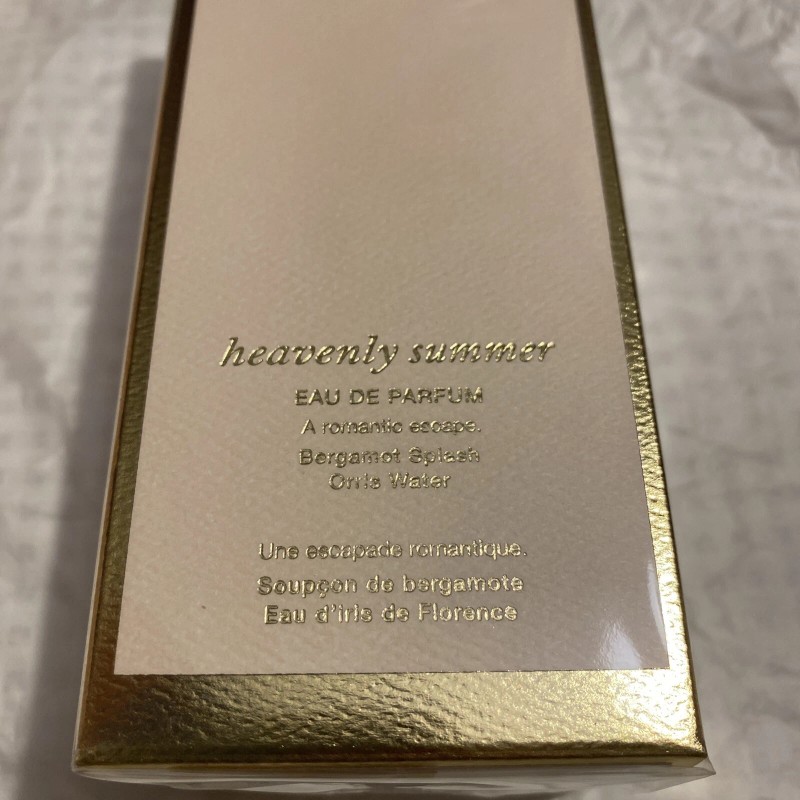 heavenly summer
EAU DE PARFUM
A romantic escape.
Bergamot Splash
Orris Water
Une escapade romantique.
Soupçon de bergamote
Eau d'iris de Florence